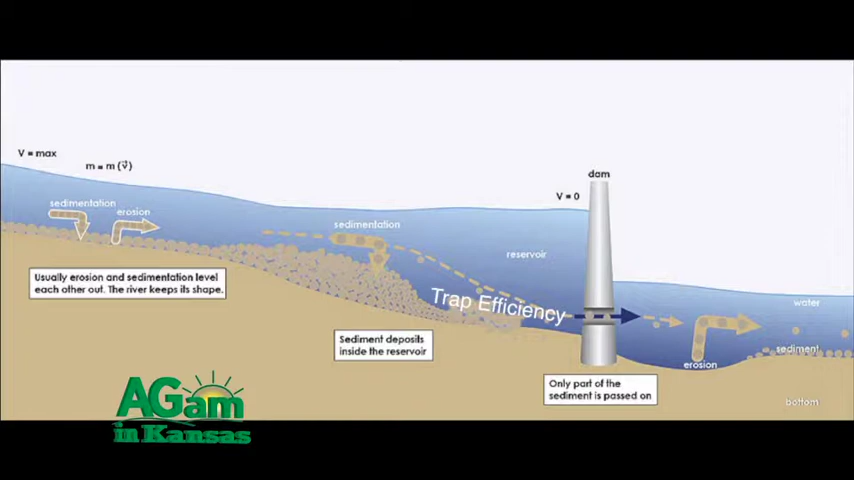 V = max
m = m (v⃗)
dam
V = 0
sedimentation
erosion
sedimentation
reservoir
Usually erosion and sedimentation level
each other out. The river keeps its shape.
Trap Efficiency
water
sediment
erosion
Sediment deposits
inside the reservoir
Only part of the
sediment is passed on
bottom
AGam
in Kansas